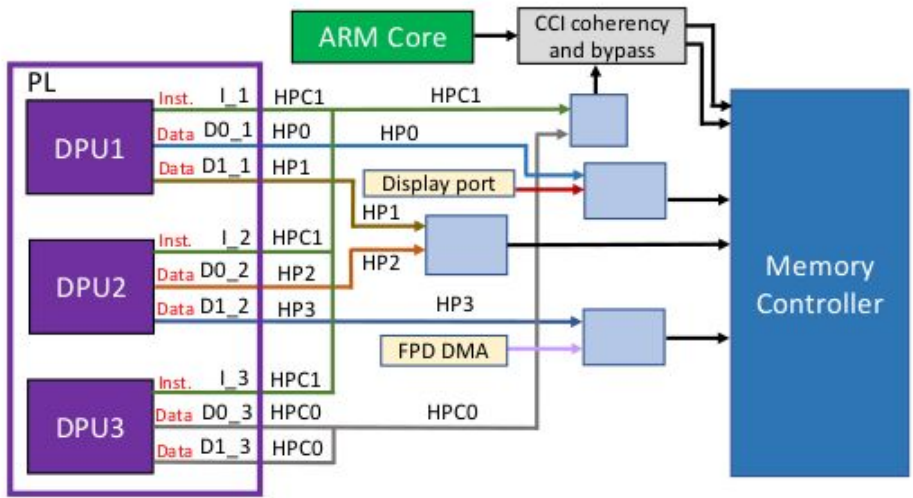 ARM Core
CCI coherency
and bypass
PL
DPU1
Inst. I_1 HPC1 HPC1
Data D0_1 HP0 HP0
Data D1_1 HP1
Display port
HP1
DPU2
Inst. I_2 HPC1
Data D0_2 HP2 HP2
Data D1_2 HP3 HP3
FPD DMA
DPU3
Inst. I_3 HPC1
Data D0_3 HPC0 HPC0
Data D1_3 HPC0
Memory
Controller